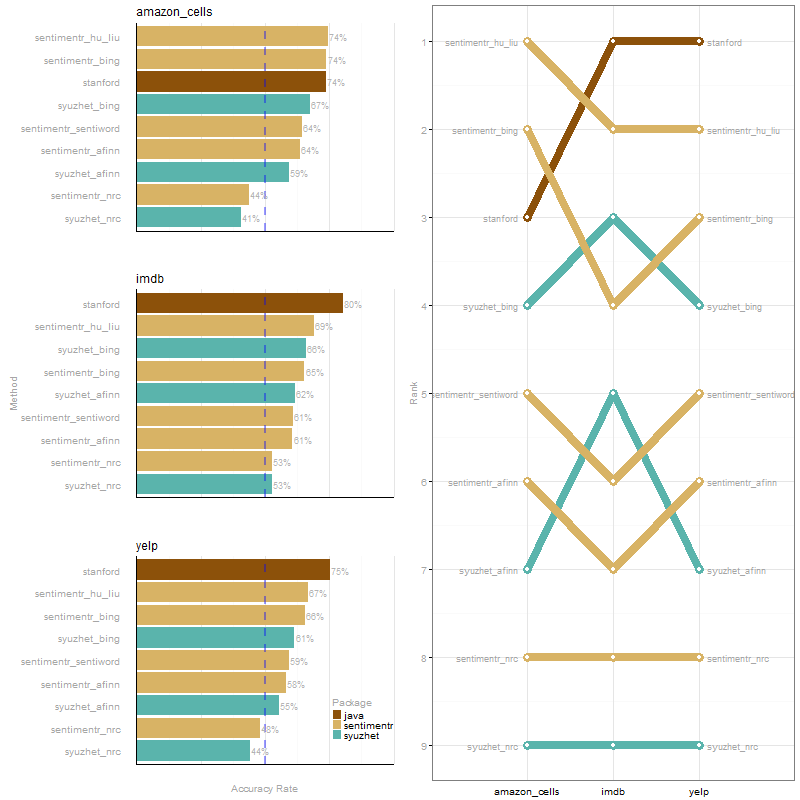 amazon_cells
sentimentr_hu_liu 74%
sentimentr_bing 74%
stanford 74%
syuzhet_bing 67%
sentimentr_sentiword 64%
sentimentr_afinn 64%
syuzhet_afinn 59%
sentimentr_nrc 44%
syuzhet_nrc 41%
imdb
stanford 80%
sentimentr_hu_liu 69%
syuzhet_bing 66%
sentimentr_bing 65%
syuzhet_afinn 62%
sentimentr_sentiword 61%
sentimentr_afinn 61%
sentimentr_nrc 53%
syuzhet_nrc 53%
Method
yelp
stanford 75%
sentimentr_hu_liu 67%
sentimentr_bing 66%
syuzhet_bing 61%
sentimentr_sentiword 59%
sentimentr_afinn 58%
syuzhet_afinn 55%
sentimentr_nrc 48%
syuzhet_nrc 44%
Package
java
sentimentr
syuzhet
Accuracy Rate
Rank
1 sentimentr_hu_liu stanford
2 sentimentr_bing sentimentr_hu_liu
3 stanford sentimentr_bing
4 syuzhet_bing syuzhet_bing
5 sentimentr_sentiword sentimentr_sentiword
6 sentimentr_afinn sentimentr_afinn
7 syuzhet_afinn syuzhet_afinn
8 sentimentr_nrc sentimentr_nrc
9 syuzhet_nrc syuzhet_nrc
amazon_cells imdb yelp